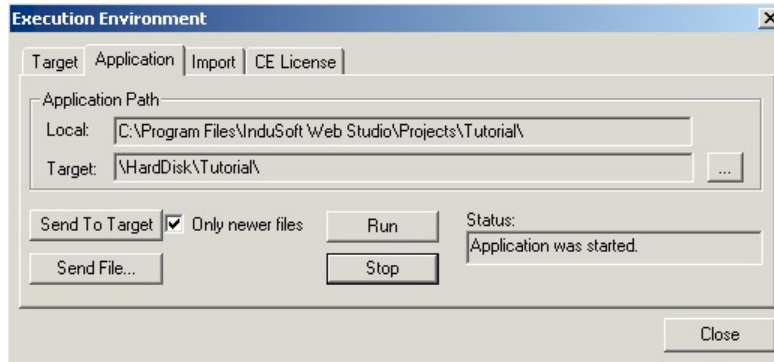 Execution Environment
Target Application Import CE License
Application Path
Local: C:\Program Files\InduSoft Web Studio\Projects\Tutorial\
Target: \HardDisk\Tutorial\ ...
Send To Target Only newer files Run Status:
Application was started.
Send File... Stop
Close